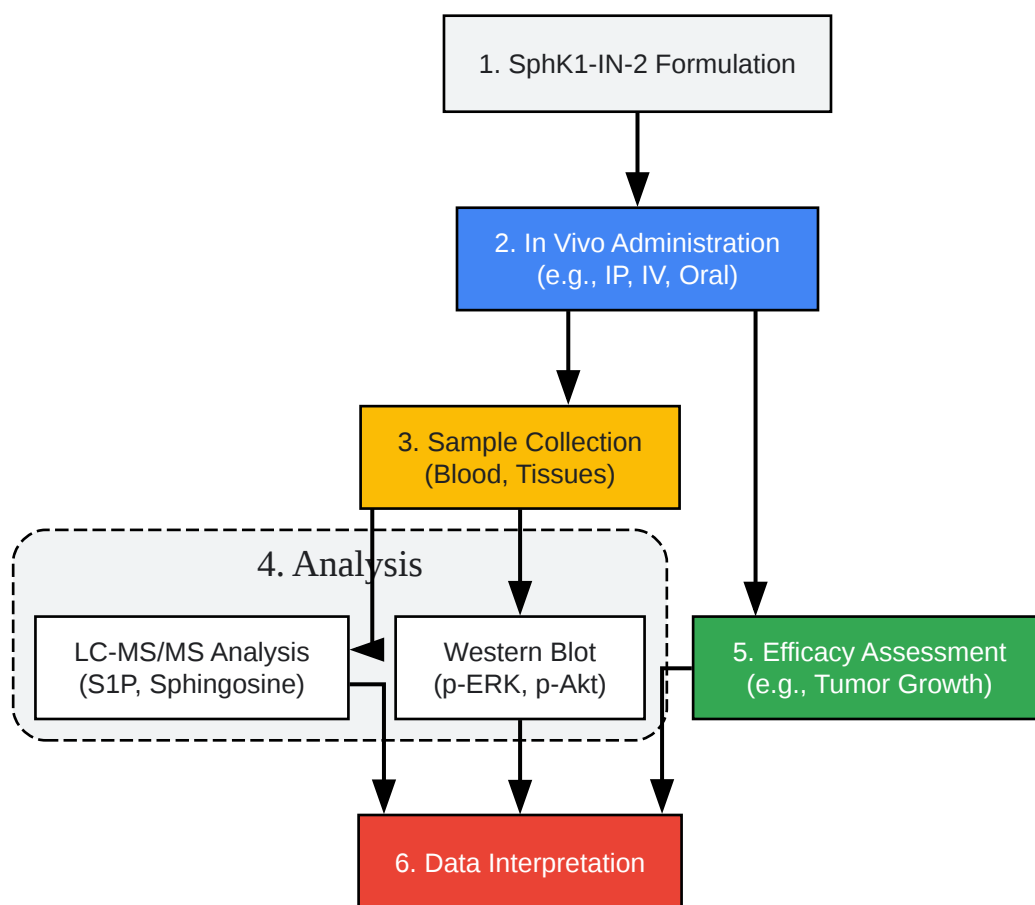 1. SphK1-IN-2 Formulation
2. In Vivo Administration
(e.g., IP, IV, Oral)
3. Sample Collection
(Blood, Tissues)
4. Analysis
LC-MS/MS Analysis
(S1P, Sphingosine)
Western Blot
(p-ERK, p-Akt)
5. Efficacy Assessment
(e.g., Tumor Growth)
6. Data Interpretation